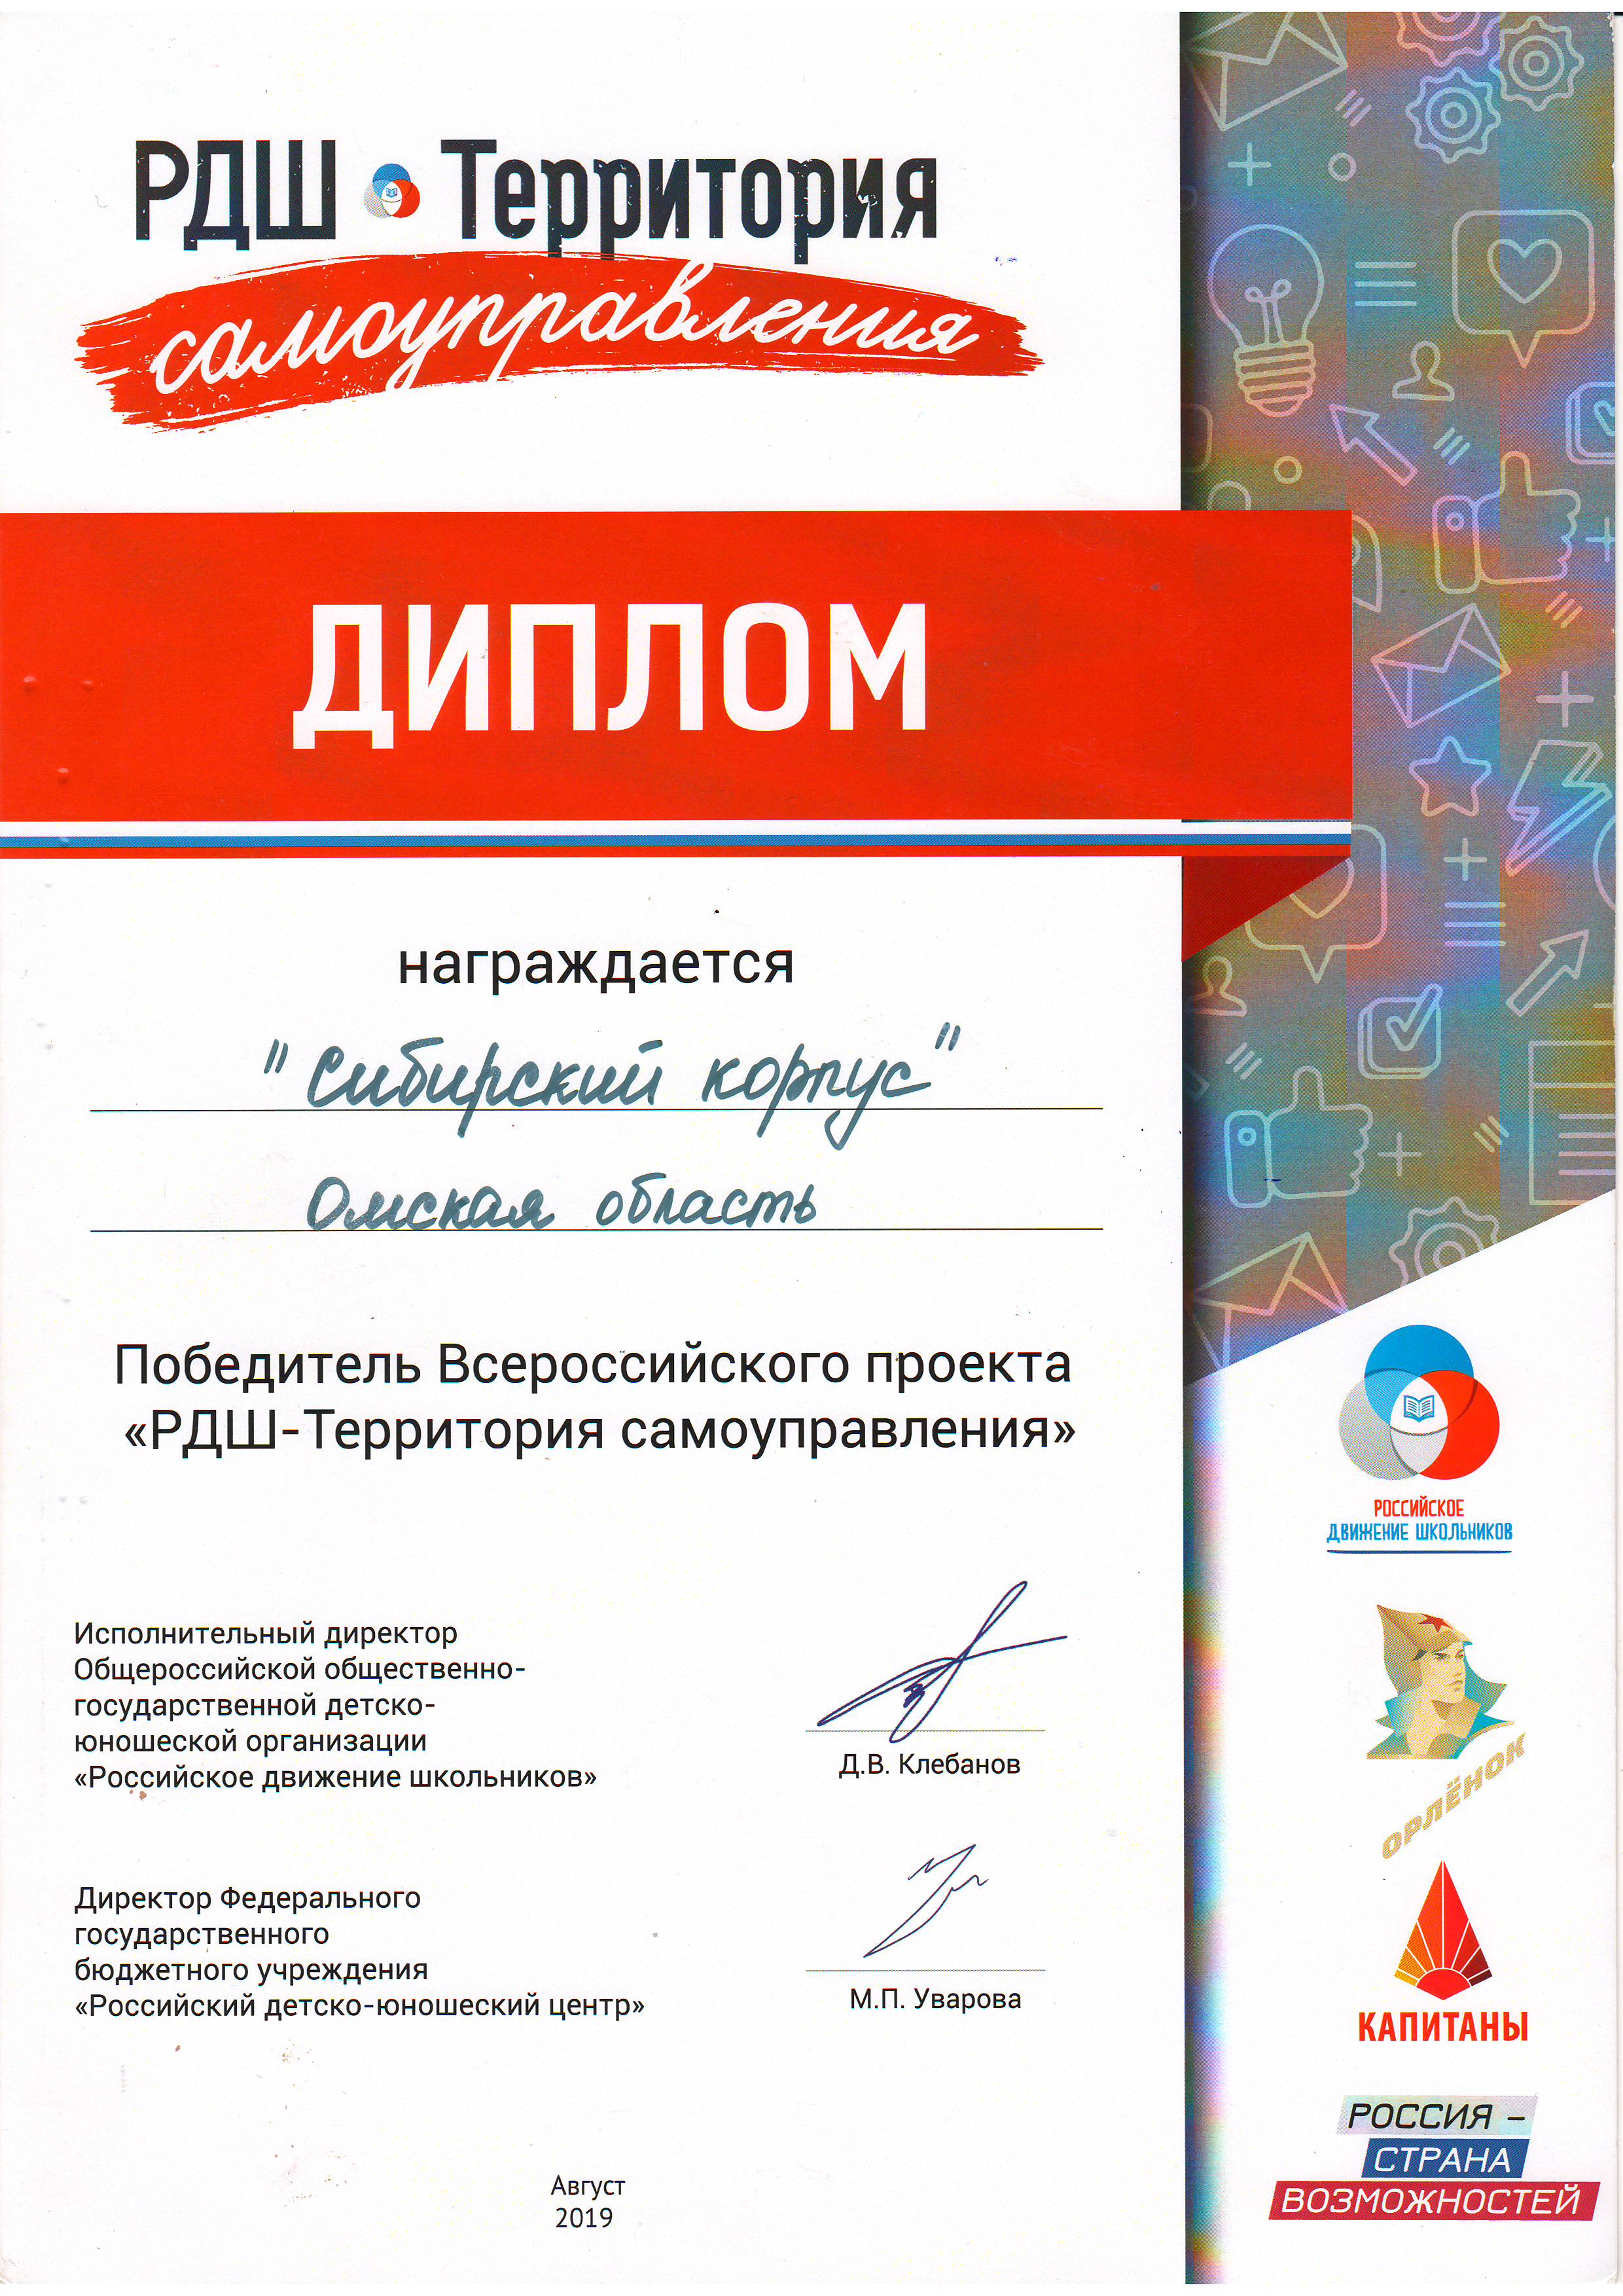 РДШ Территория
самоуправления
ДИПЛОМ
награждается
"Сибирский корпус"
Омская область
Победитель Всероссийского проекта
«РДШ-Территория самоуправления»
Исполнительный директор
Общероссийской общественно-
государственной детско-
юношеской организации
«Российское движение школьников»
Д.В. Клебанов
Директор Федерального
государственного
бюджетного учреждения
«Российский детско-юношеский центр»
М.П. Уварова
Август
2019
РОССИЙСКОЕ
ДВИЖЕНИЕ ШКОЛЬНИКОВ
ОРЛЁНОК
КАПИТАНЫ
РОССИЯ –
СТРАНА
ВОЗМОЖНОСТЕЙ